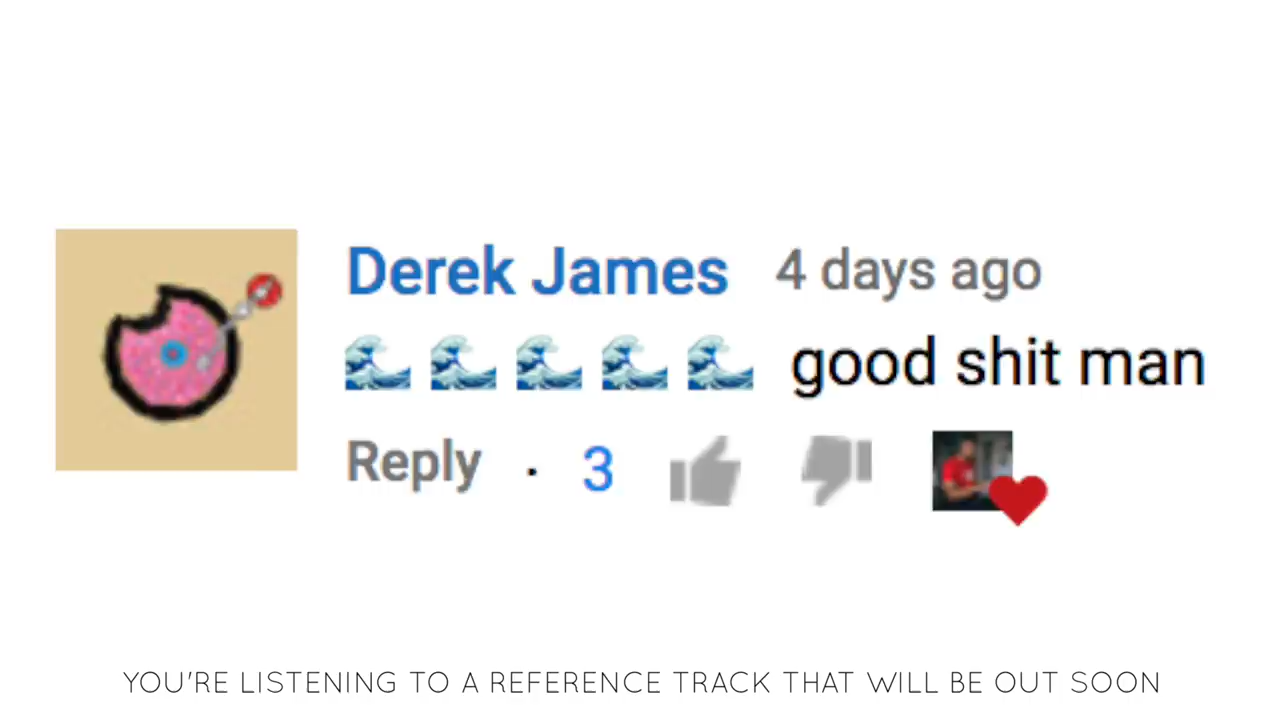 Derek James 4 days ago
🌊 🌊 🌊 🌊 🌊 good shit man
Reply · 3
YOU'RE LISTENING TO A REFERENCE TRACK THAT WILL BE OUT SOON